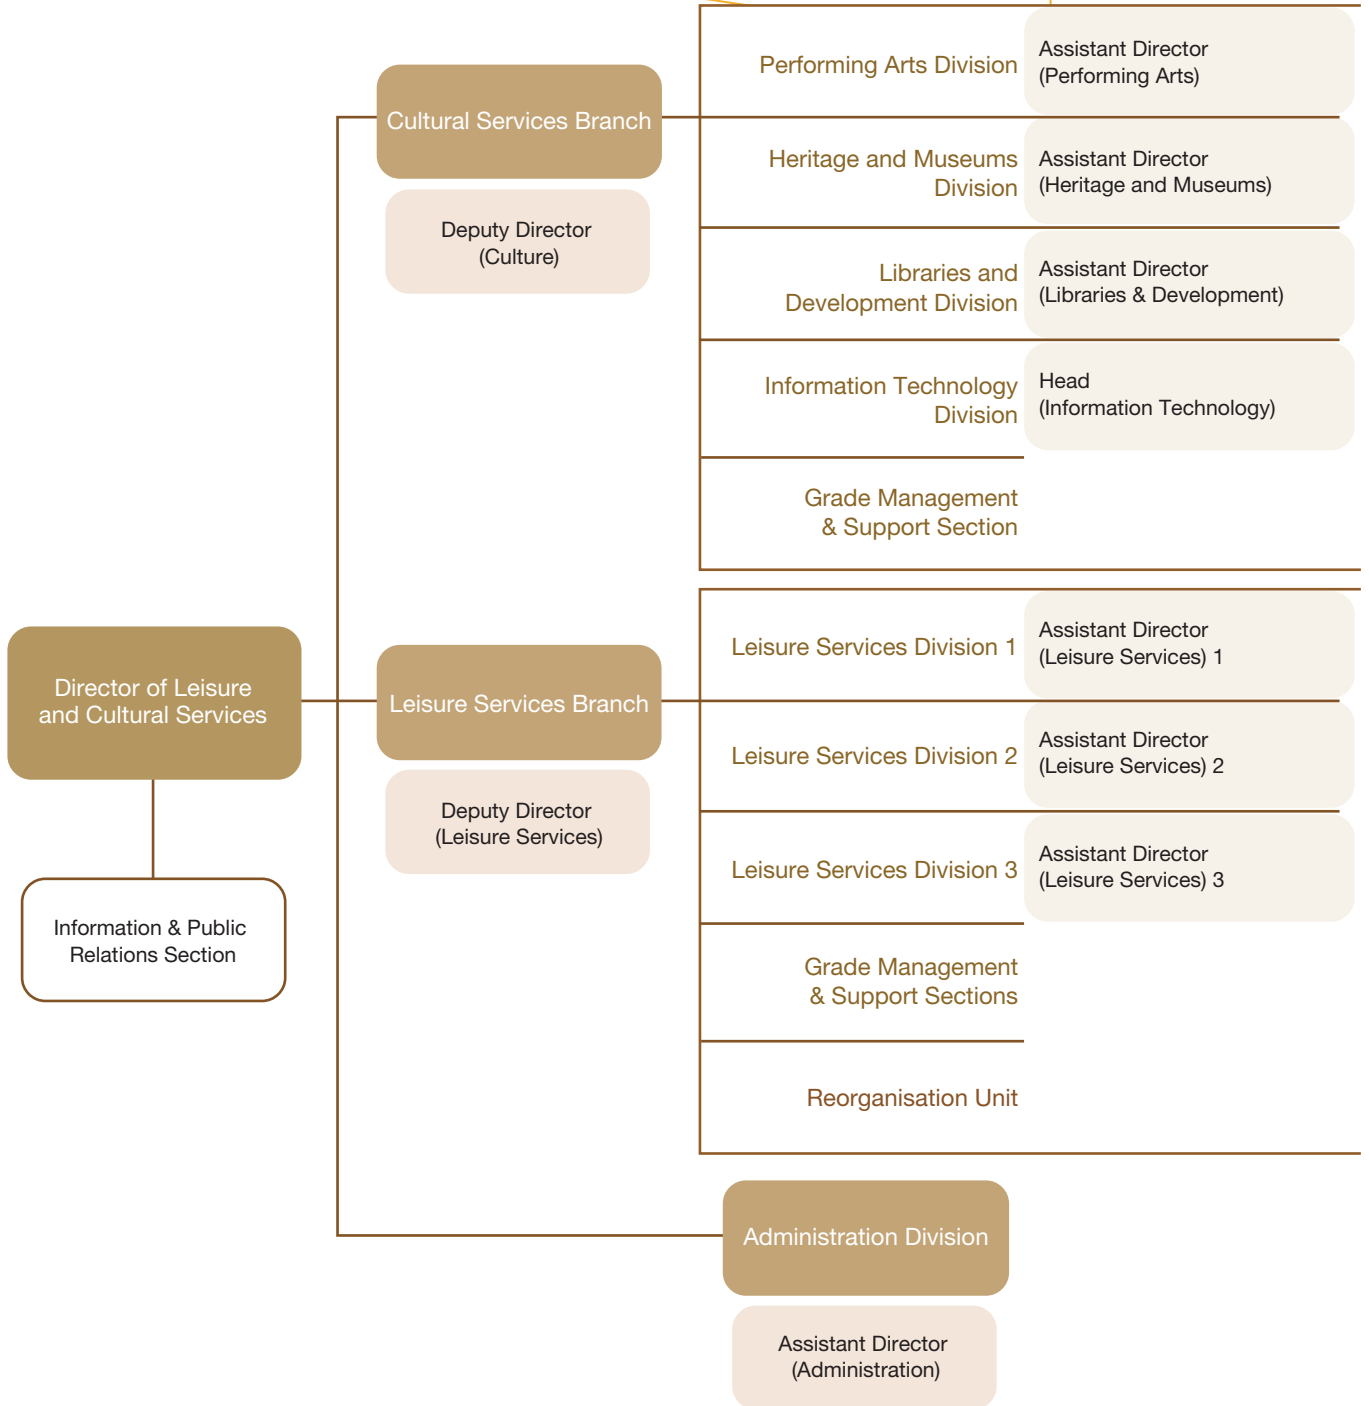 Performing Arts Division
Assistant Director
(Performing Arts)
Cultural Services Branch
Heritage and Museums
Division
Assistant Director
(Heritage and Museums)
Deputy Director
(Culture)
Libraries and
Development Division
Assistant Director
(Libraries & Development)
Information Technology
Division
Head
(Information Technology)
Grade Management
& Support Section
Director of Leisure
and Cultural Services
Leisure Services Branch
Leisure Services Division 1
Assistant Director
(Leisure Services) 1
Leisure Services Division 2
Assistant Director
(Leisure Services) 2
Deputy Director
(Leisure Services)
Leisure Services Division 3
Assistant Director
(Leisure Services) 3
Information & Public
Relations Section
Grade Management
& Support Sections
Reorganisation Unit
Administration Division
Assistant Director
(Administration)